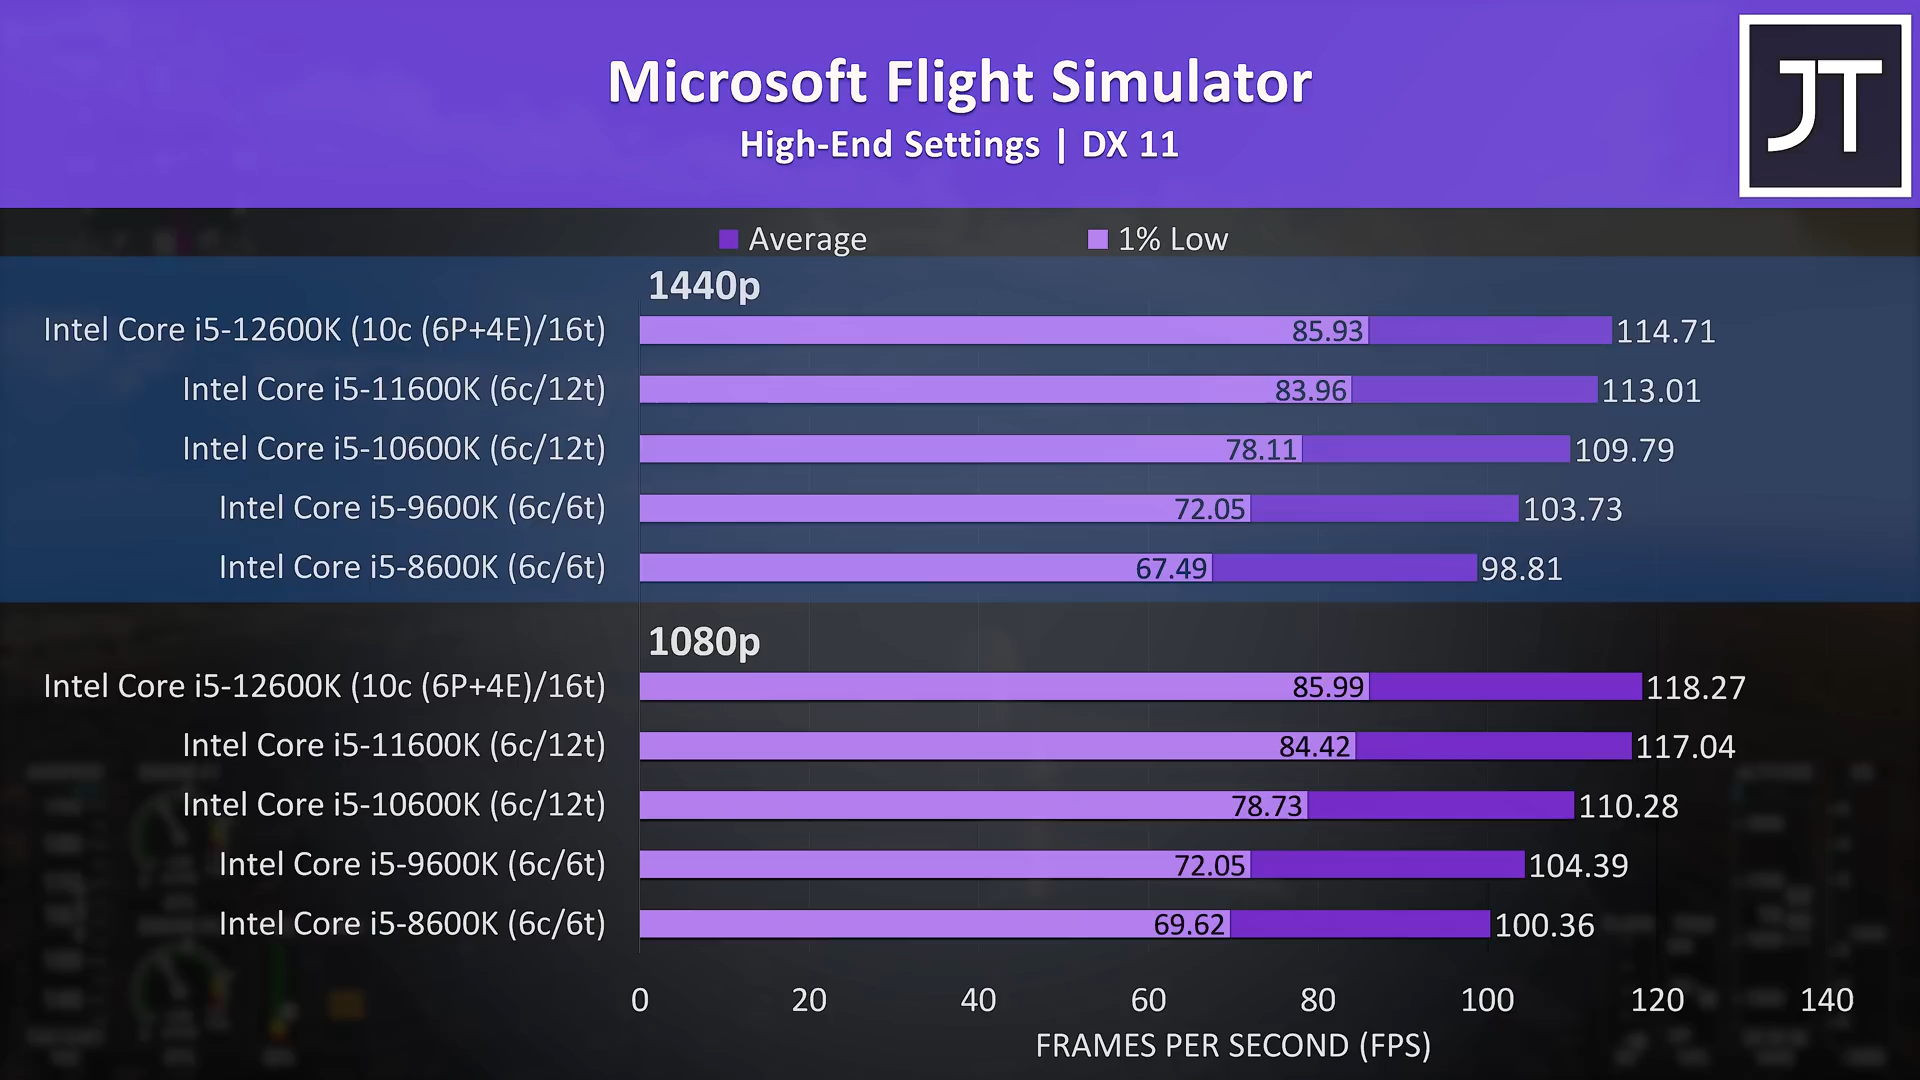 Microsoft Flight Simulator
High-End Settings | DX 11
JT
Average
1% Low
1440p
Intel Core i5-12600K (10c (6P+4E)/16t) 85.93 114.71
Intel Core i5-11600K (6c/12t) 83.96 113.01
Intel Core i5-10600K (6c/12t) 78.11 109.79
Intel Core i5-9600K (6c/6t) 72.05 103.73
Intel Core i5-8600K (6c/6t) 67.49 98.81
1080p
Intel Core i5-12600K (10c (6P+4E)/16t) 85.99 118.27
Intel Core i5-11600K (6c/12t) 84.42 117.04
Intel Core i5-10600K (6c/12t) 78.73 110.28
Intel Core i5-9600K (6c/6t) 72.05 104.39
Intel Core i5-8600K (6c/6t) 69.62 100.36
0 20 40 60 80 100 120 140
FRAMES PER SECOND (FPS)